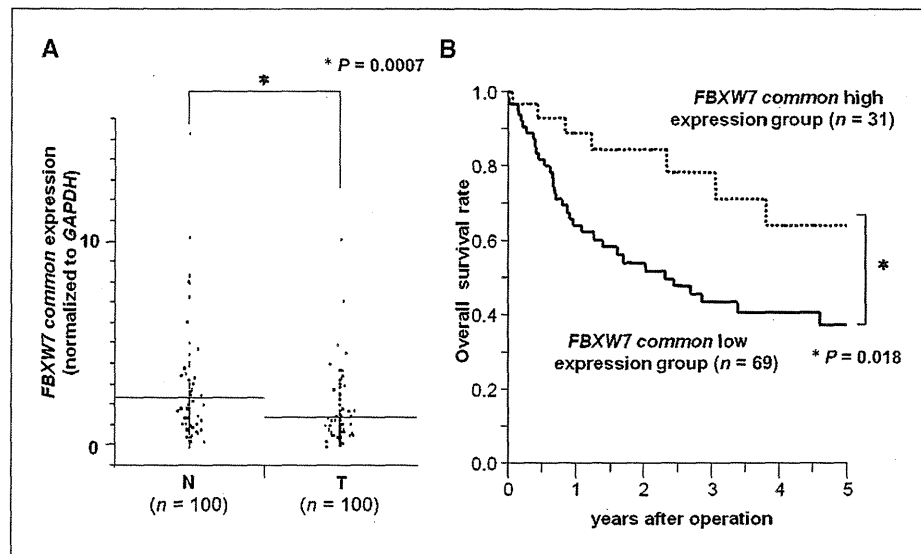 A
* P = 0.0007
*
FBXW7 common expression
(normalized to GAPDH)
10
0
N
(n = 100)
T
(n = 100)
B
Overall survival rate
1.0
0.8
0.6
0.4
0.2
0.0
FBXW7 common high
expression group (n = 31)
*
FBXW7 common low
expression group (n = 69)
* P = 0.018
0 1 2 3 4 5
years after operation